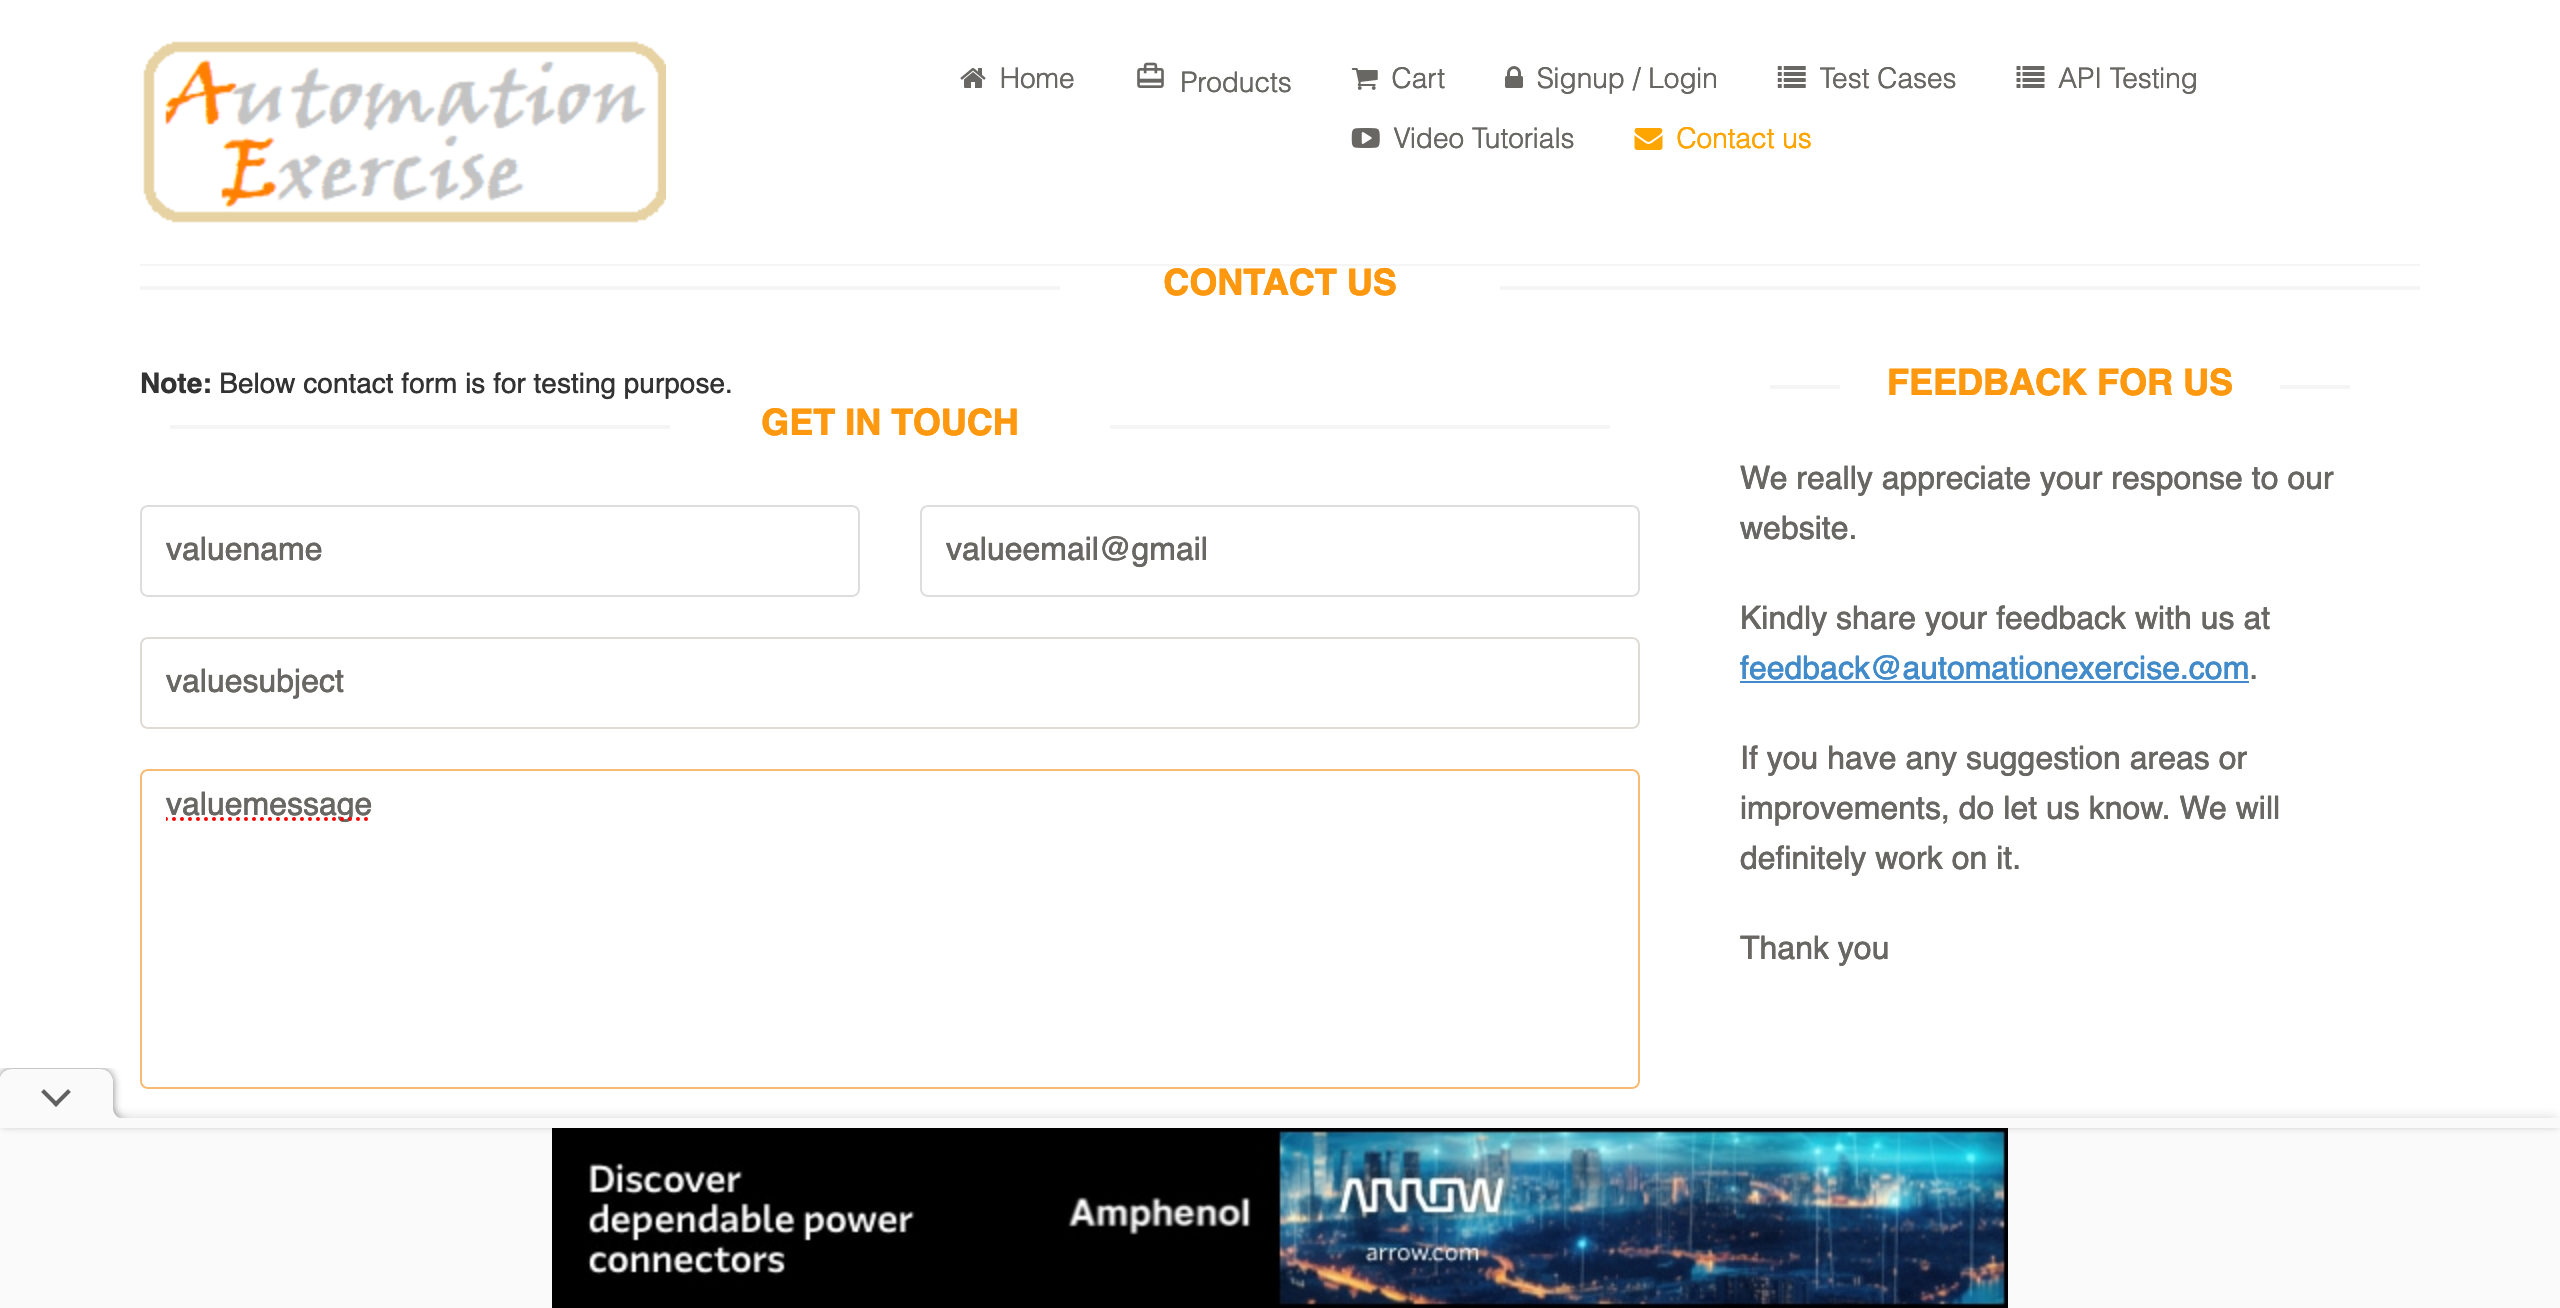 Automation
Exercise
Home
Products
Cart
Signup / Login
Test Cases
API Testing
Video Tutorials
Contact us
CONTACT US
Note: Below contact form is for testing purpose.
GET IN TOUCH
valuename
valueemail@gmail
valuesubject
valuemessage
FEEDBACK FOR US
We really appreciate your response to our
website.
Kindly share your feedback with us at
feedback@automationexercise.com.
If you have any suggestion areas or
improvements, do let us know. We will
definitely work on it.
Thank you
Discover
dependable power
connectors
Amphenol
ARROW
arrow.com